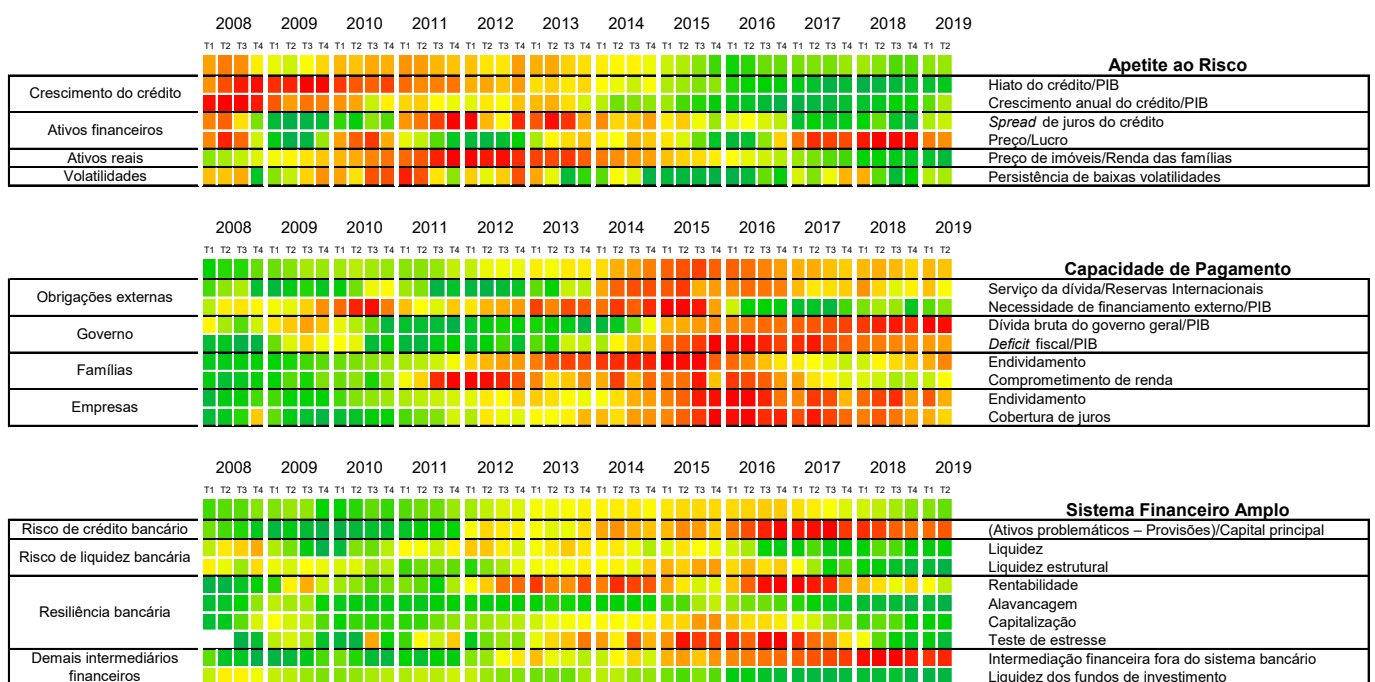 2008 2009 2010 2011 2012 2013 2014 2015 2016 2017 2018 2019
T1 T2 T3 T4 T1 T2 T3 T4 T1 T2 T3 T4 T1 T2 T3 T4 T1 T2 T3 T4 T1 T2 T3 T4 T1 T2 T3 T4 T1 T2 T3 T4 T1 T2 T3 T4 T1 T2 T3 T4 T1 T2 T3 T4 T1 T2
Apetite ao Risco
Crescimento do crédito
Hiato do crédito/PIB
Crescimento anual do crédito/PIB
Ativos financeiros
Spread de juros do crédito
Preço/Lucro
Ativos reais
Preço de imóveis/Renda das famílias
Volatilidades
Persistência de baixas volatilidades
2008 2009 2010 2011 2012 2013 2014 2015 2016 2017 2018 2019
T1 T2 T3 T4 T1 T2 T3 T4 T1 T2 T3 T4 T1 T2 T3 T4 T1 T2 T3 T4 T1 T2 T3 T4 T1 T2 T3 T4 T1 T2 T3 T4 T1 T2 T3 T4 T1 T2 T3 T4 T1 T2 T3 T4 T1 T2
Capacidade de Pagamento
Obrigações externas
Serviço da dívida/Reservas Internacionais
Necessidade de financiamento externo/PIB
Governo
Dívida bruta do governo geral/PIB
Deficit fiscal/PIB
Famílias
Endividamento
Comprometimento de renda
Empresas
Endividamento
Cobertura de juros
2008 2009 2010 2011 2012 2013 2014 2015 2016 2017 2018 2019
T1 T2 T3 T4 T1 T2 T3 T4 T1 T2 T3 T4 T1 T2 T3 T4 T1 T2 T3 T4 T1 T2 T3 T4 T1 T2 T3 T4 T1 T2 T3 T4 T1 T2 T3 T4 T1 T2 T3 T4 T1 T2 T3 T4 T1 T2
Sistema Financeiro Amplo
Risco de crédito bancário
(Ativos problemáticos – Provisões)/Capital principal
Risco de liquidez bancária
Liquidez
Liquidez estrutural
Resiliência bancária
Rentabilidade
Alavancagem
Capitalização
Teste de estresse
Demais intermediários
financeiros
Intermediação financeira fora do sistema bancário
Liquidez dos fundos de investimento